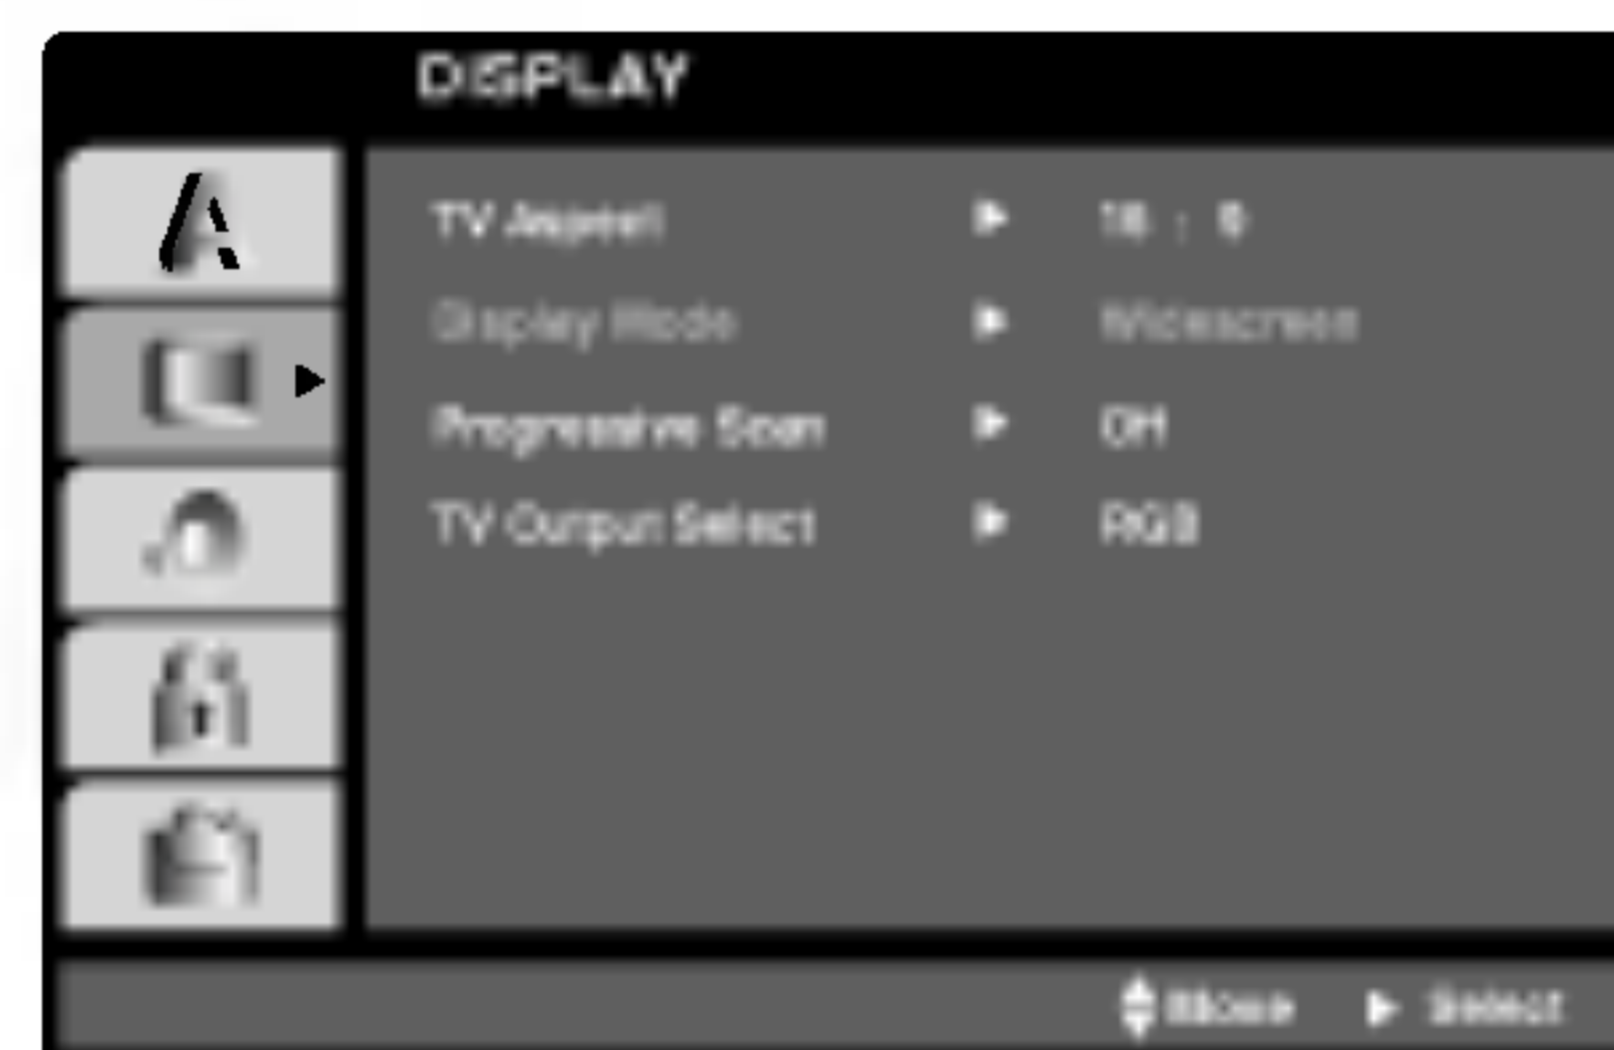 DISPLAY
A
TV Aspect 16 : 9
Display Mode Widescreen
Progressive Scan Off
TV Output Select RGB
Move Select